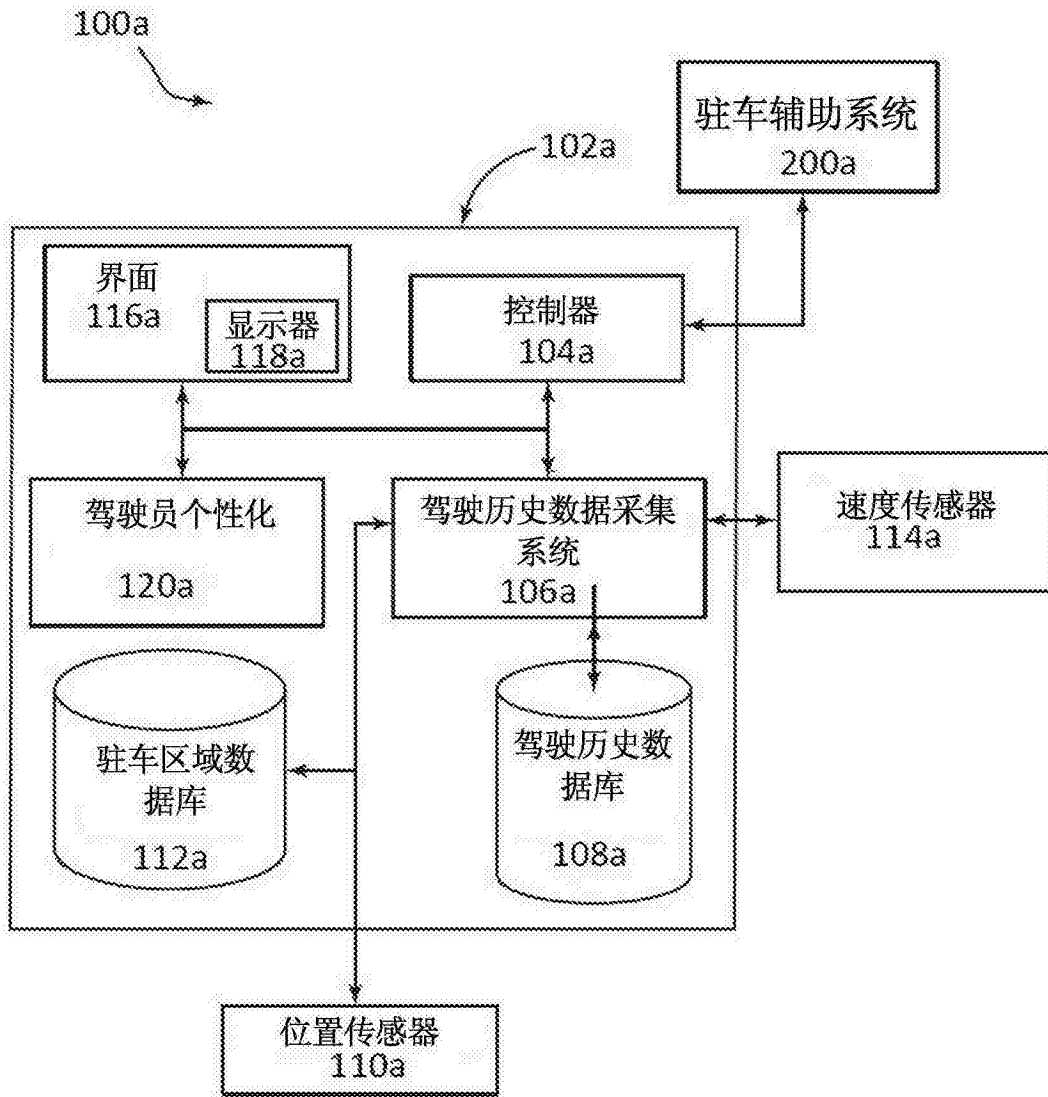 100a
驻车辅助系统
200a
102a
界面
116a
显示器
118a
控制器
104a
驾驶员个性化
120a
驾驶历史数据采集
系统
106a
速度传感器
114a
驻车区域数
据库
112a
驾驶历史数
据库
108a
位置传感器
110a